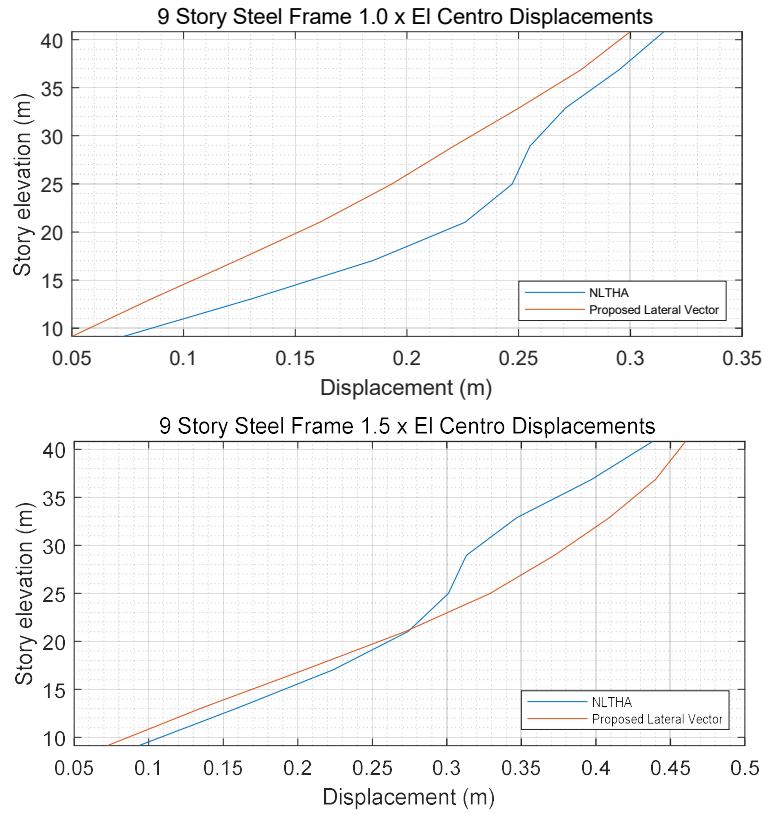 9 Story Steel Frame 1.0 x El Centro Displacements
40
35
30
25
20
15
10
Story elevation (m)
NLTHA
Proposed Lateral Vector
0.05 0.1 0.15 0.2 0.25 0.3 0.35
Displacement (m)
9 Story Steel Frame 1.5 x El Centro Displacements
40
35
30
25
20
15
10
Story elevation (m)
NLTHA
Proposed Lateral Vector
0.05 0.1 0.15 0.2 0.25 0.3 0.35 0.4 0.45 0.5
Displacement (m)